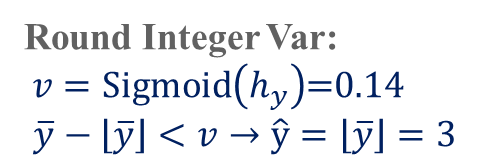 Round Integer Var:
v = Sigmoid(h_y)=0.14
ȳ − ⌊ȳ⌋ < v → ŷ = ⌊ȳ⌋ = 3